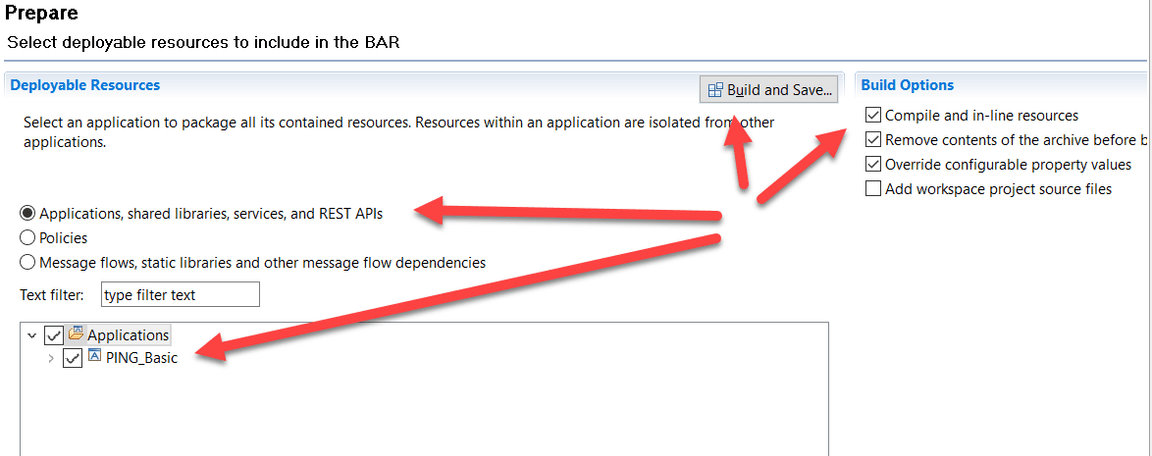 Prepare
Select deployable resources to include in the BAR
Deployable Resources
Build and Save...
Select an application to package all its contained resources. Resources within an application are isolated from other
applications.
Applications, shared libraries, services, and REST APIs
Policies
Message flows, static libraries and other message flow dependencies
Text filter:
type filter text
Applications
PING_Basic
Build Options
Compile and in-line resources
Remove contents of the archive before b
Override configurable property values
Add workspace project source files